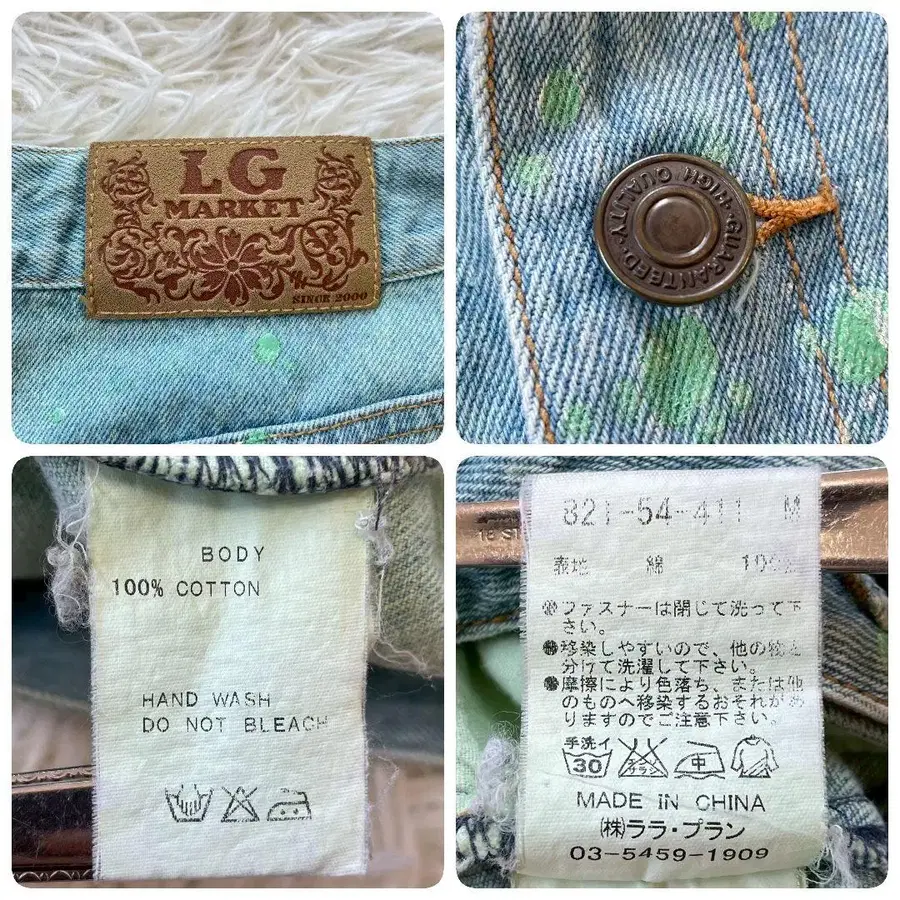 LG
MARKET
SINCE 2000
HIGH QUALITY · GUARANTEED ·
BODY
100% COTTON
HAND WASH
DO NOT BLEACH
321-54-411 M
表地 綿 100%
ファスナーは閉じて洗って下
さい。
移染しやすいので、他の物と
分けて洗濯して下さい。
摩擦により色落ち、または他
のものへ移染するおそれがあ
りますのでご注意下さい。
手洗イ
30
中
MADE IN CHINA
(株)ララ・プラン
03-5459-1909